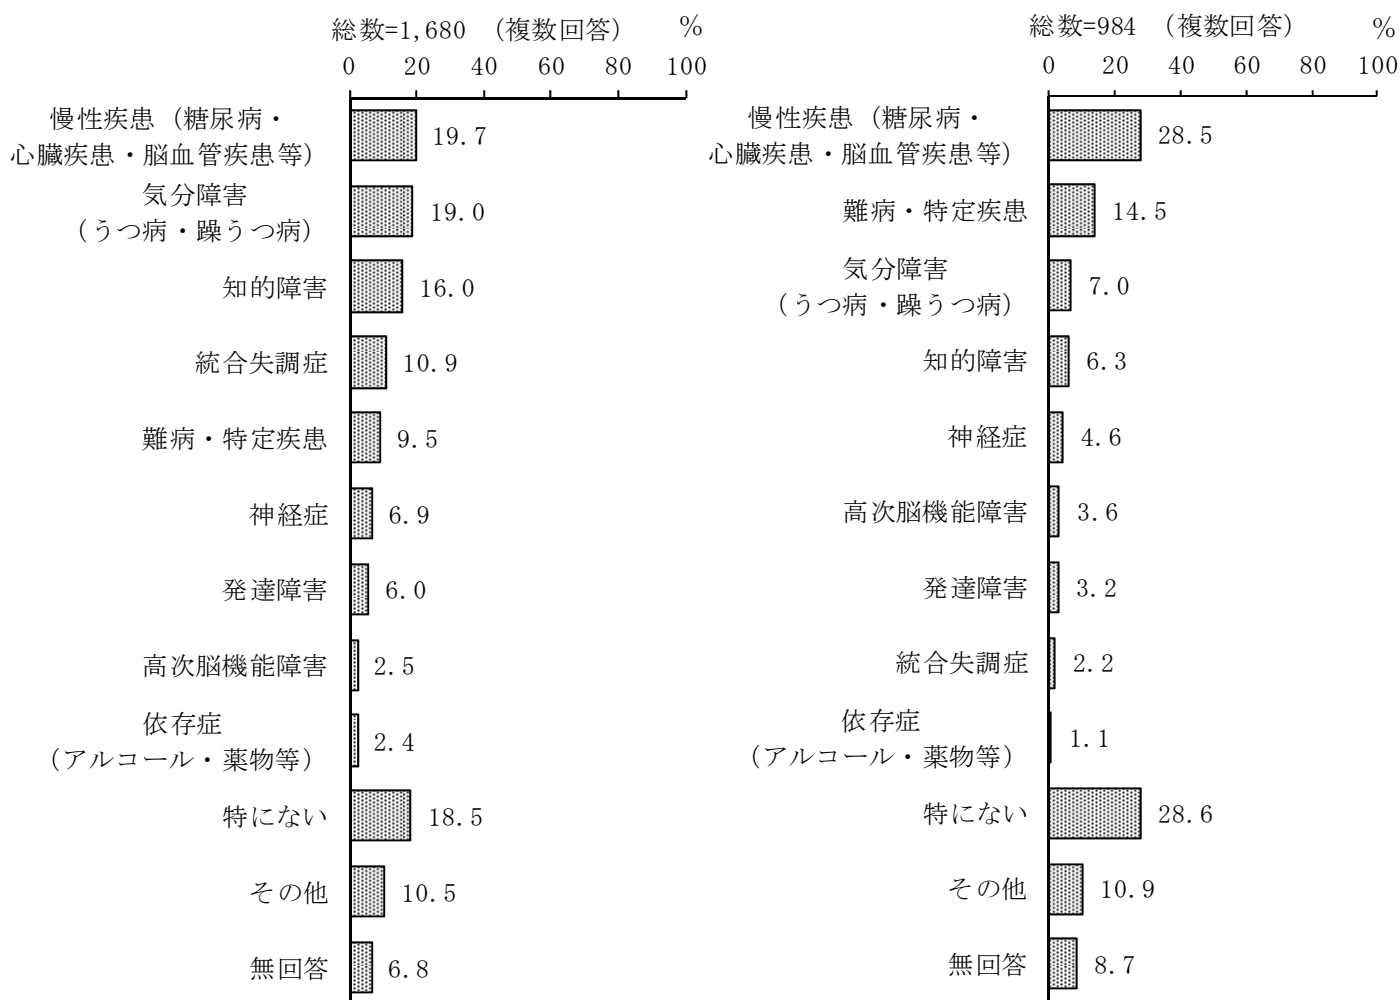 総数=1,680 （複数回答） %
0 20 40 60 80 100
慢性疾患（糖尿病・
心臓疾患・脳血管疾患等）
19.7
気分障害
（うつ病・躁うつ病）
19.0
知的障害
16.0
統合失調症
10.9
難病・特定疾患
9.5
神経症
6.9
発達障害
6.0
高次脳機能障害
2.5
依存症
（アルコール・薬物等）
2.4
特にない
18.5
その他
10.5
無回答
6.8
総数=984 （複数回答） %
0 20 40 60 80 100
慢性疾患（糖尿病・
心臓疾患・脳血管疾患等）
28.5
難病・特定疾患
14.5
気分障害
（うつ病・躁うつ病）
7.0
知的障害
6.3
神経症
4.6
高次脳機能障害
3.6
発達障害
3.2
統合失調症
2.2
依存症
（アルコール・薬物等）
1.1
特にない
28.6
その他
10.9
無回答
8.7